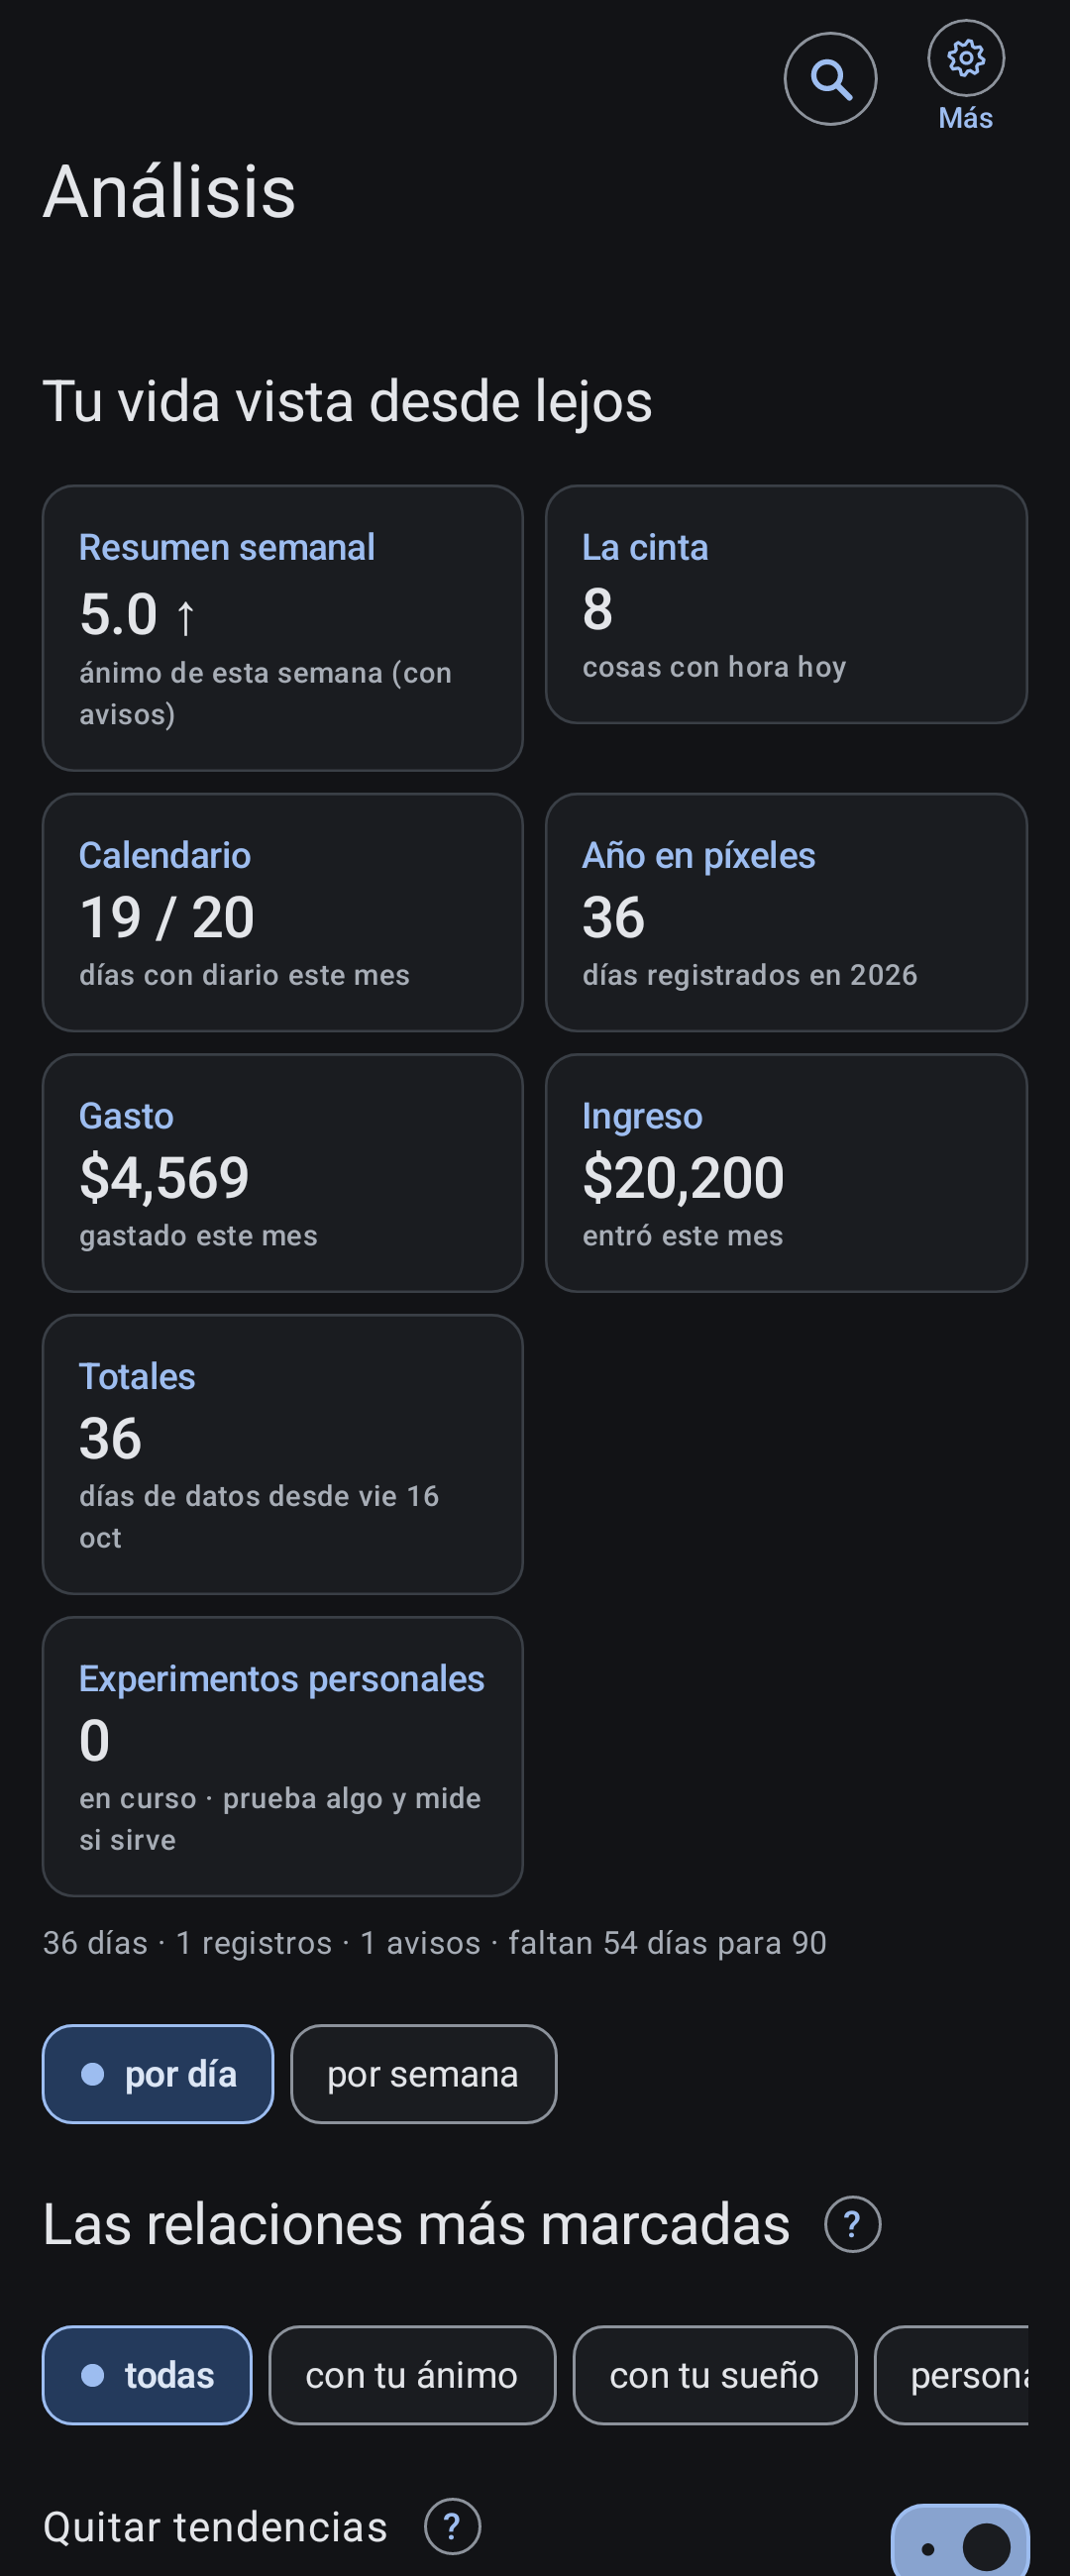 Más
Análisis
Tu vida vista desde lejos
Resumen semanal
5.0 ↑
ánimo de esta semana (con
avisos)
La cinta
8
cosas con hora hoy
Calendario
19 / 20
días con diario este mes
Año en píxeles
36
días registrados en 2026
Gasto
$4,569
gastado este mes
Ingreso
$20,200
entró este mes
Totales
36
días de datos desde vie 16
oct
Experimentos personales
0
en curso · prueba algo y mide
si sirve
36 días · 1 registros · 1 avisos · faltan 54 días para 90
por día
por semana
Las relaciones más marcadas ?
todas
con tu ánimo
con tu sueño
Quitar tendencias ?